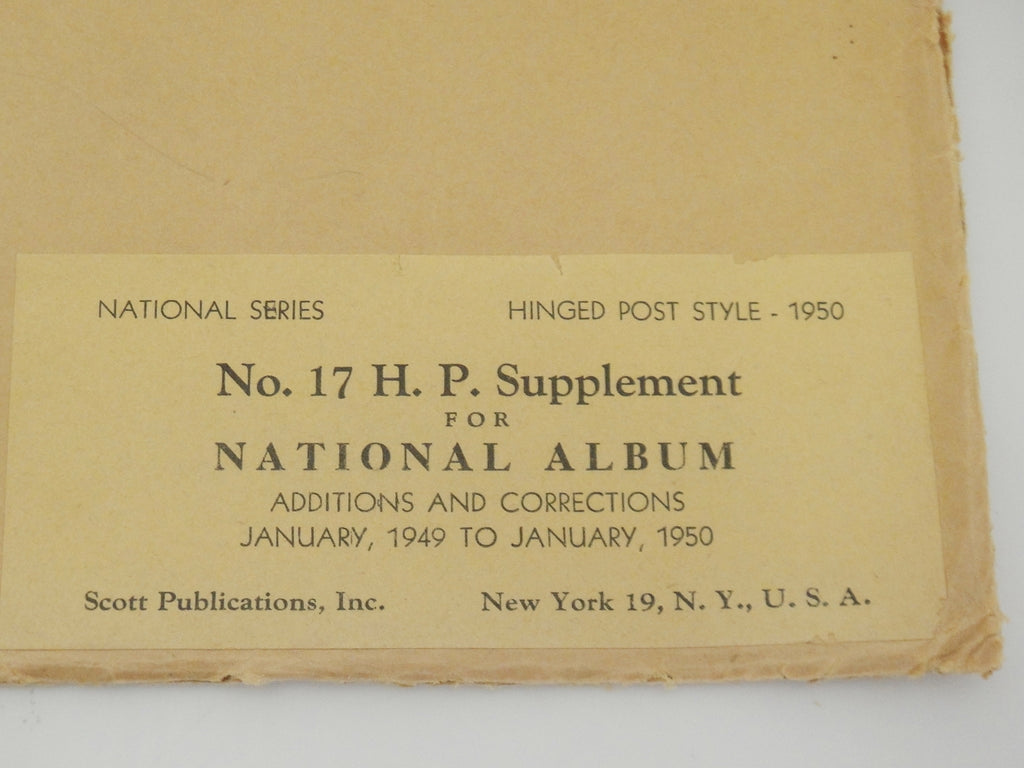 NATIONAL SERIES HINGED POST STYLE - 1950
No. 17 H. P. Supplement
FOR
NATIONAL ALBUM
ADDITIONS AND CORRECTIONS
JANUARY, 1949 TO JANUARY, 1950
Scott Publications, Inc. New York 19, N. Y., U. S. A.